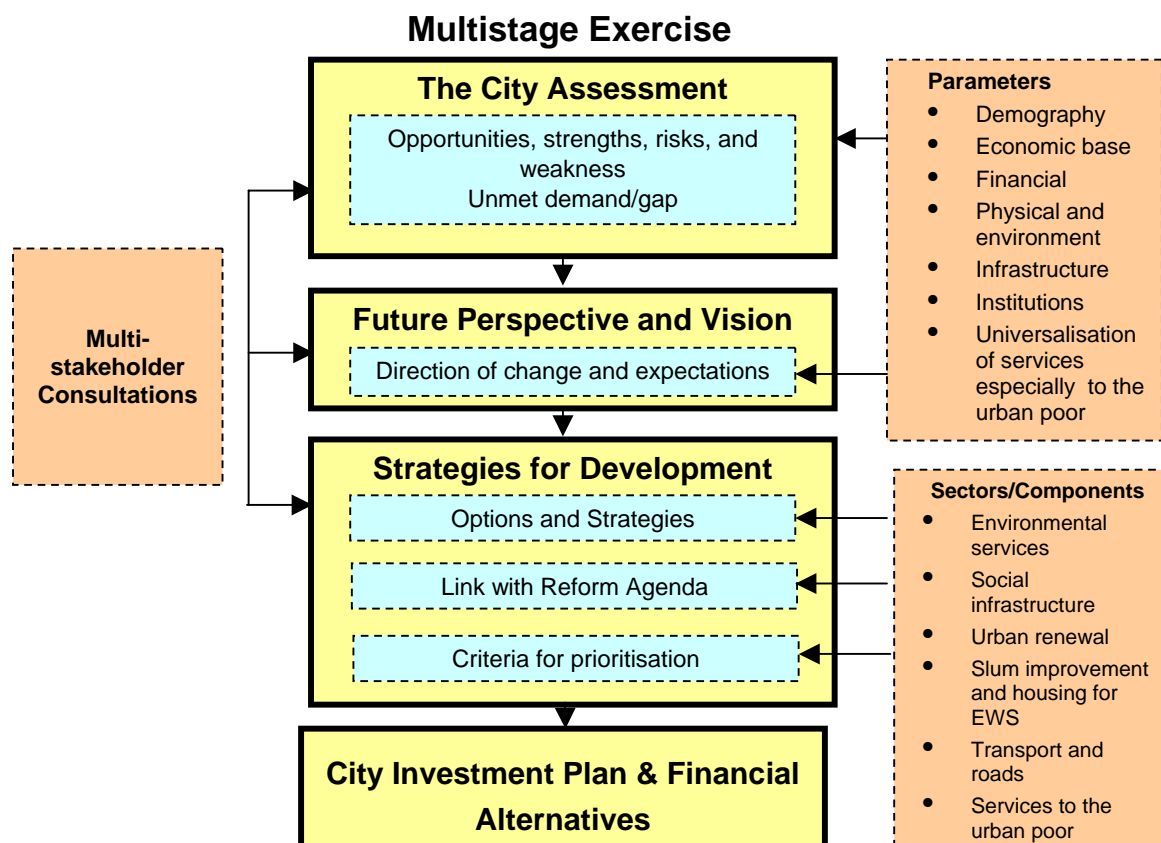 Multistage Exercise
The City Assessment
Opportunities, strengths, risks, and
weakness
Unmet demand/gap
Parameters
• Demography
• Economic base
• Financial
• Physical and
environment
• Infrastructure
• Institutions
• Universalisation
of services
especially to the
urban poor
Multi-
stakeholder
Consultations
Future Perspective and Vision
Direction of change and expectations
Strategies for Development
Options and Strategies
Link with Reform Agenda
Criteria for prioritisation
Sectors/Components
• Environmental
services
• Social
infrastructure
• Urban renewal
• Slum improvement
and housing for
EWS
• Transport and
roads
• Services to the
urban poor
City Investment Plan & Financial
Alternatives